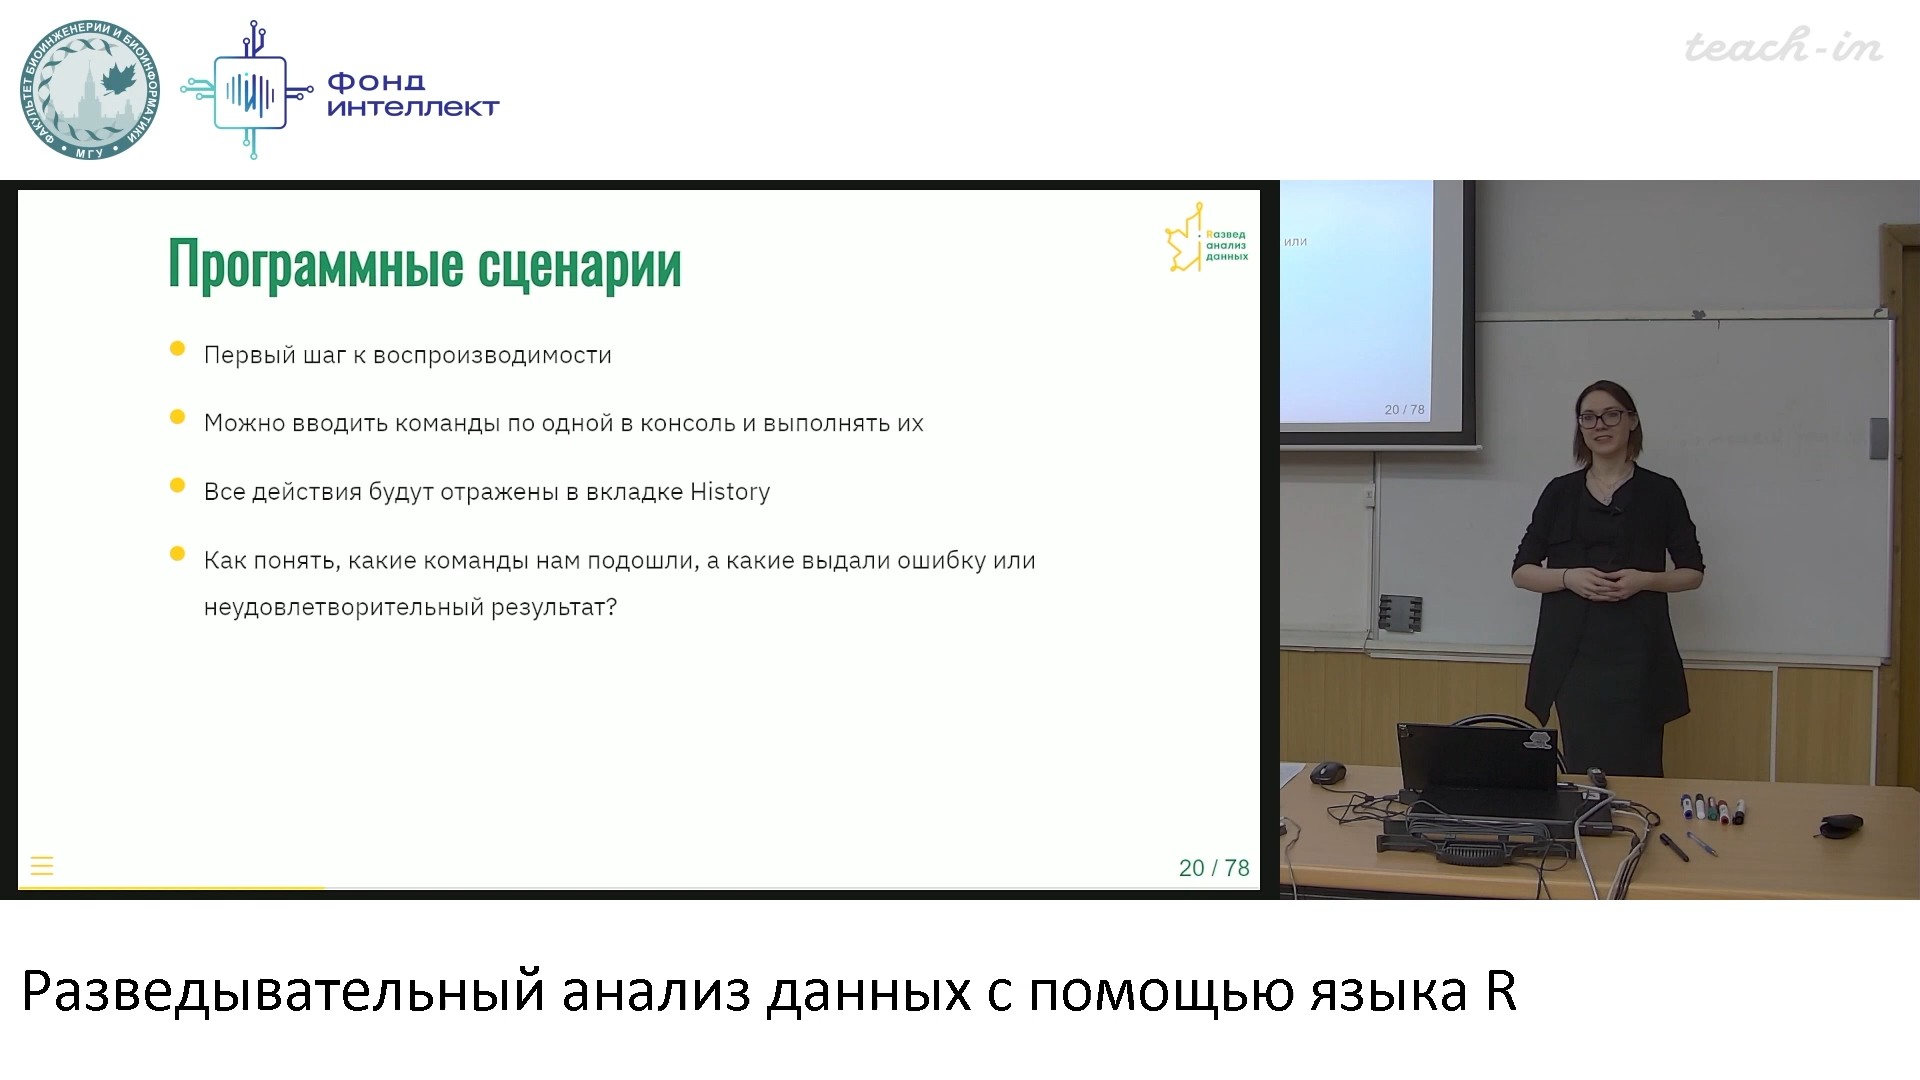 ФАКУЛЬТЕТ БИОИНЖЕНЕРИИ И БИОИНФОРМАТИКИ
• МГУ •
ФОНД
ИНТЕЛЛЕКТ
teach-in
Программные сценарии
Rазвед
анализ
данных
Первый шаг к воспроизводимости
Можно вводить команды по одной в консоль и выполнять их
Все действия будут отражены в вкладке History
Как понять, какие команды нам подошли, а какие выдали ошибку или
неудовлетворительный результат?
20 / 78
или
20 / 78
Разведывательный анализ данных с помощью языка R